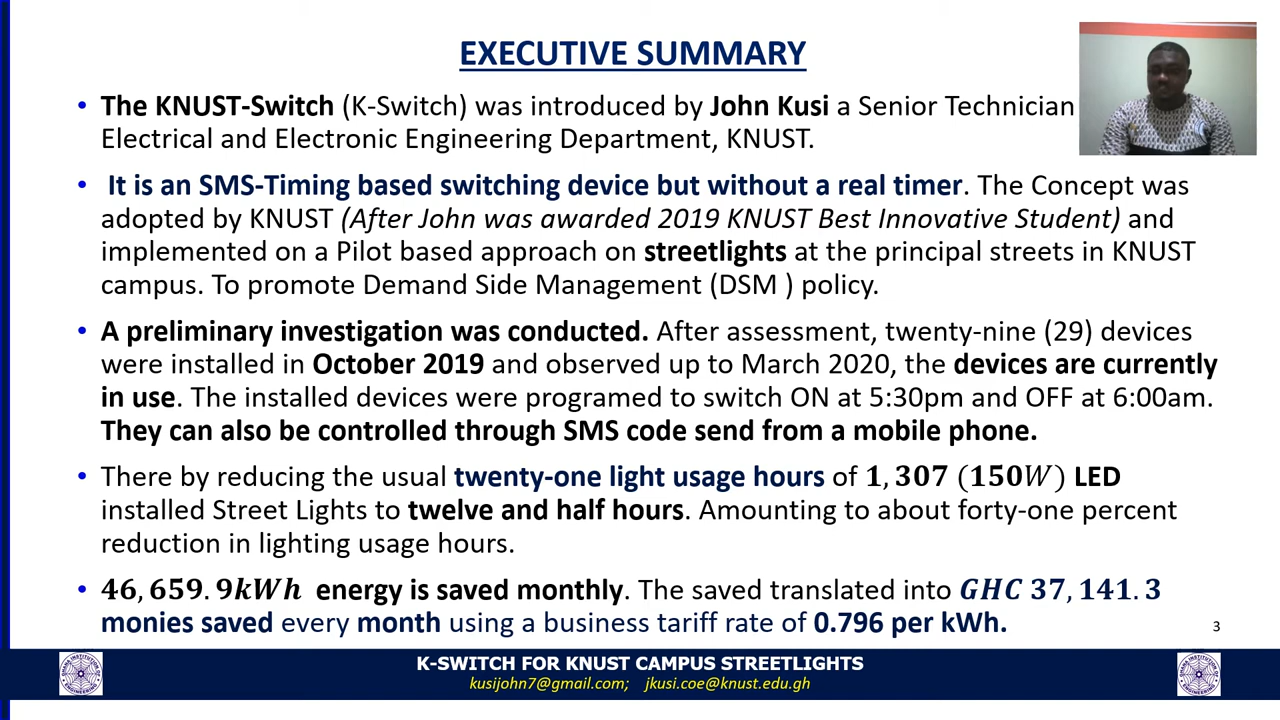 EXECUTIVE SUMMARY
• The KNUST-Switch (K-Switch) was introduced by John Kusi a Senior Technician
Electrical and Electronic Engineering Department, KNUST.
• It is an SMS-Timing based switching device but without a real timer. The Concept was
adopted by KNUST (After John was awarded 2019 KNUST Best Innovative Student) and
implemented on a Pilot based approach on streetlights at the principal streets in KNUST
campus. To promote Demand Side Management (DSM ) policy.
• A preliminary investigation was conducted. After assessment, twenty-nine (29) devices
were installed in October 2019 and observed up to March 2020, the devices are currently
in use. The installed devices were programed to switch ON at 5:30pm and OFF at 6:00am.
They can also be controlled through SMS code send from a mobile phone.
• There by reducing the usual twenty-one light usage hours of 1, 307 (150W) LED
installed Street Lights to twelve and half hours. Amounting to about forty-one percent
reduction in lighting usage hours.
• 46, 659. 9kWh energy is saved monthly. The saved translated into GHC 37, 141. 3
monies saved every month using a business tariff rate of 0.796 per kWh.
3
K-SWITCH FOR KNUST CAMPUS STREETLIGHTS
kusijohn7@gmail.com; jkusi.coe@knust.edu.gh